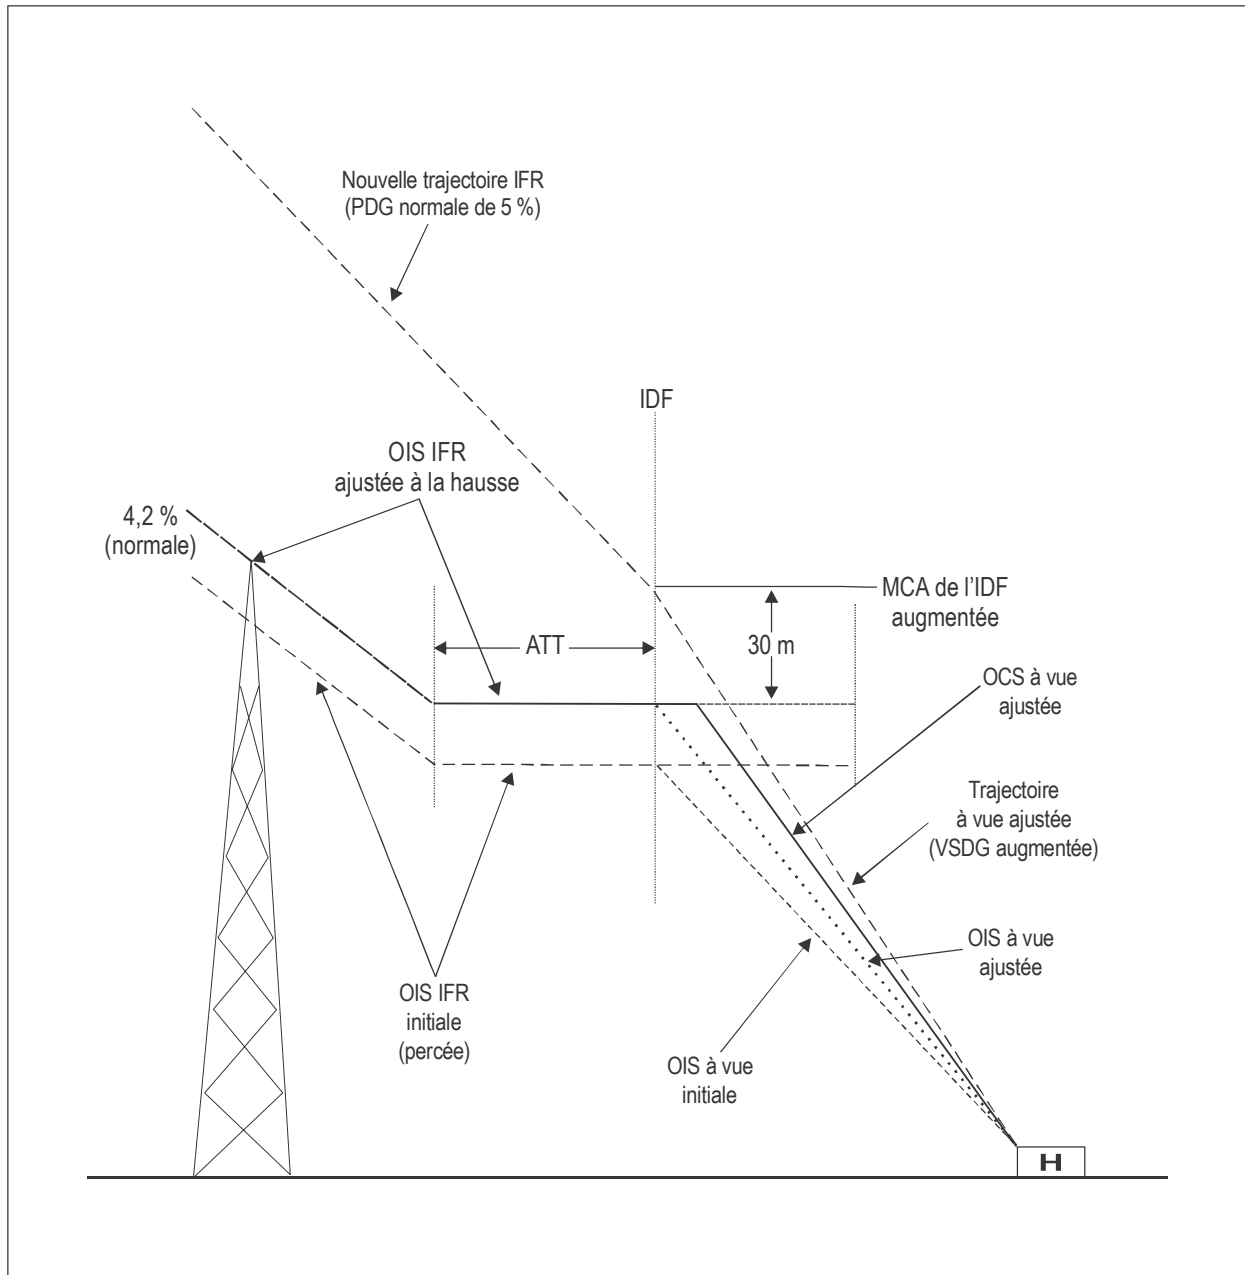 Nouvelle trajectoire IFR
(PDG normale de 5 %)
IDF
OIS IFR
ajustée à la hausse
4,2 %
(normale)
MCA de l'IDF
augmentée
ATT
30 m
OCS à vue
ajustée
Trajectoire
à vue ajustée
(VSDG augmentée)
OIS à vue
ajustée
OIS IFR
initiale
(percée)
OIS à vue
initiale
H